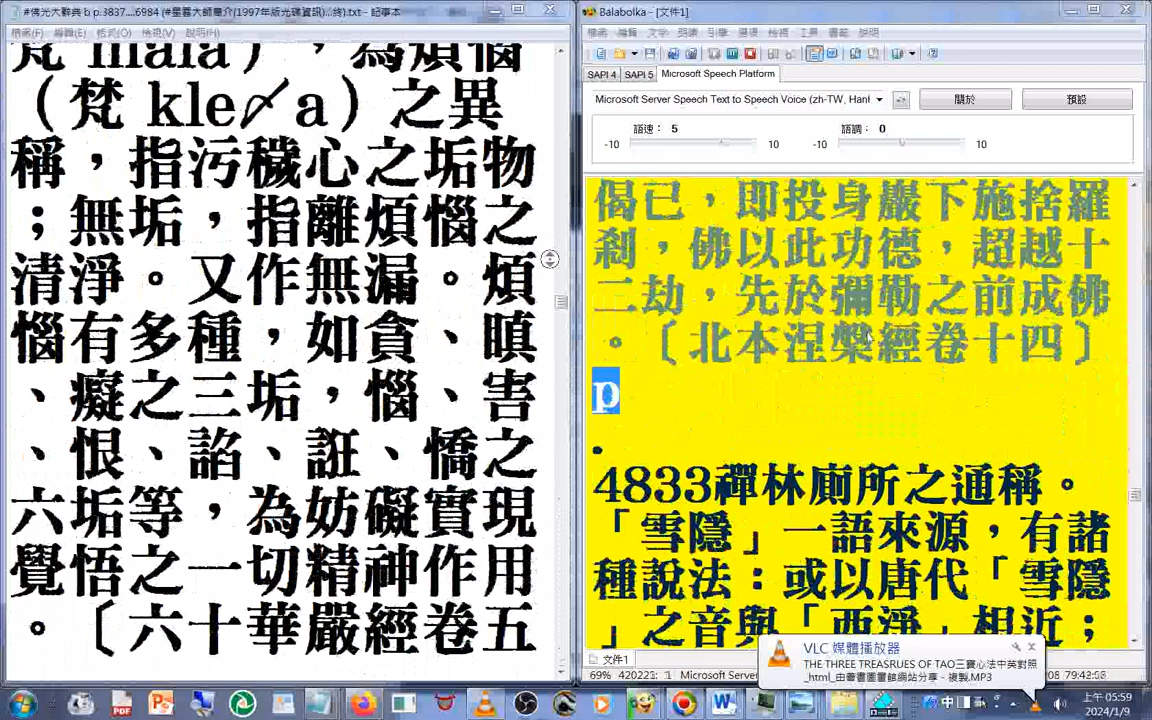 #佛光大辭典 b p.3837....6984 (#星雲大師簡介(1997年版光碟資訊)...終}.txt - 記事本
檔案(F) 編輯(E) 格式(O) 檢視(V) 說明(H)
梵 mala) ，為煩惱
（梵 kle〆a）之異
稱，指污穢心之垢物
；無垢，指離煩惱之
清淨。又作無漏。煩
惱有多種，如貪、瞋
、癡之三垢，惱、害
、恨、諂、誑、憍之
六垢等，為妨礙實現
覺悟之一切精神作用
。〔六十華嚴經卷五
Balabolka - [文件1]
SAPI 4 SAPI 5 Microsoft Speech Platform
Microsoft Server Speech Text to Speech Voice (zh-TW, Hanl
關於
預設
語速： 5
語調： 0
-10 10 -10 10
偈已，即投身巖下施捨羅
剎，佛以此功德，超越十
二劫，先於彌勒之前成佛
。〔北本涅槃經卷十四〕
p
.
4833禪林廁所之通稱。
「雪隱」一語來源，有諸
種說法：或以唐代「雪隱
」之音與「西淨」相近；
文件1
VLC 媒體播放器
THE THREE TREASRUES OF TAO三寶心法中英對照
_html_由善書圖書館網站分享 - 複製.MP3
上午 05:59
2024/1/9